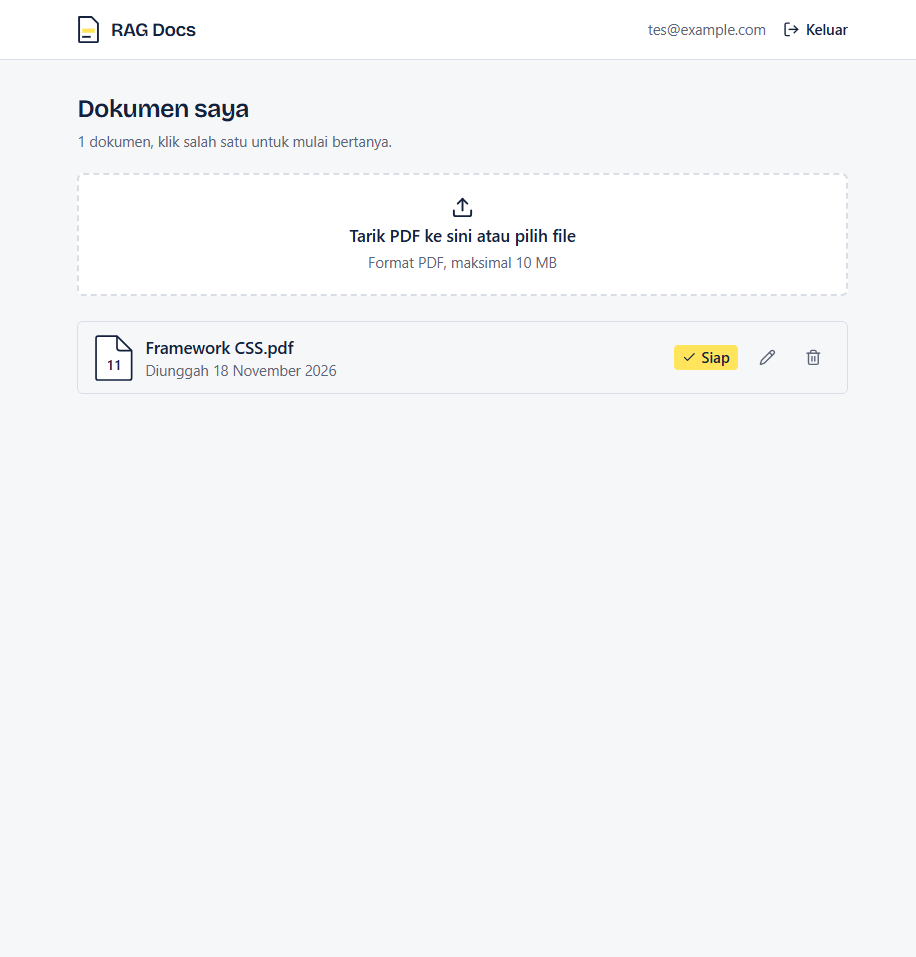 RAG Docs
tes@example.com
Keluar
Dokumen saya
1 dokumen, klik salah satu untuk mulai bertanya.
Tarik PDF ke sini atau pilih file
Format PDF, maksimal 10 MB
11
Framework CSS.pdf
Diunggah 18 November 2026
Siap